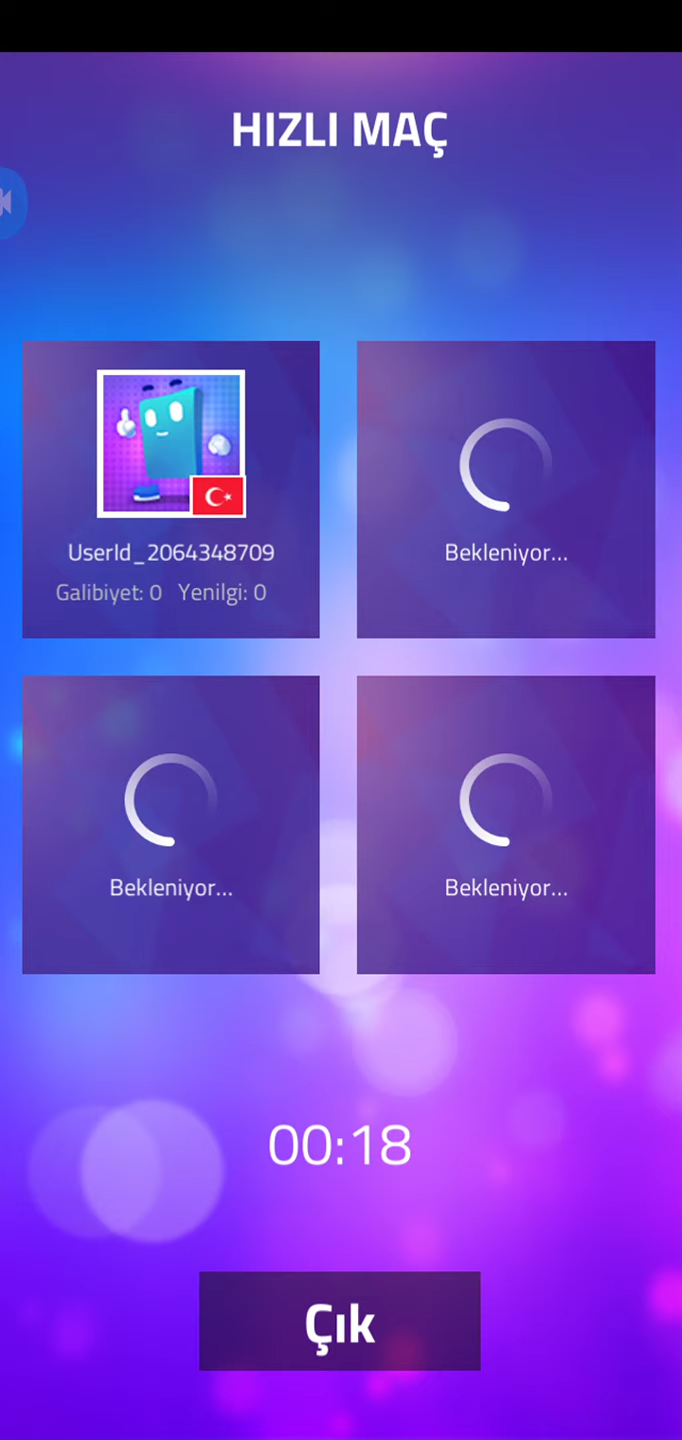 HIZLI MAÇ
UserId_2064348709
Galibiyet: 0 Yenilgi: 0
Bekleniyor...
Bekleniyor...
Bekleniyor...
00:18
Çık